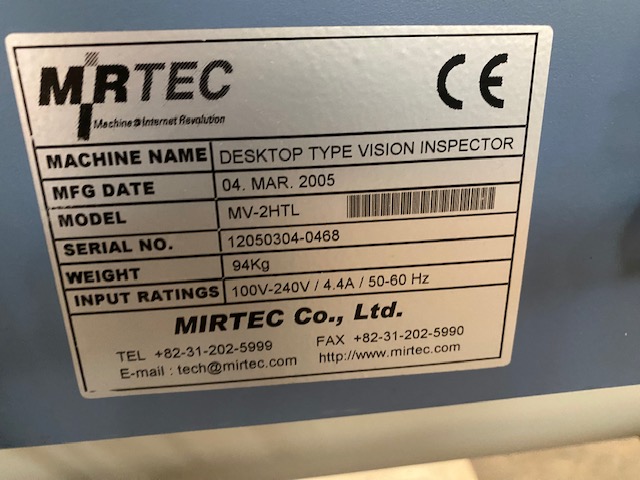 MIRTEC
CE
Machine@Internet Revolution
MACHINE NAME DESKTOP TYPE VISION INSPECTOR
MFG DATE 04. MAR. 2005
MODEL MV-2HTL
SERIAL NO. 12050304-0468
WEIGHT 94Kg
INPUT RATINGS 100V-240V / 4.4A / 50-60 Hz
MIRTEC Co., Ltd.
TEL +82-31-202-5999 FAX +82-31-202-5990
E-mail : tech@mirtec.com http://www.mirtec.com